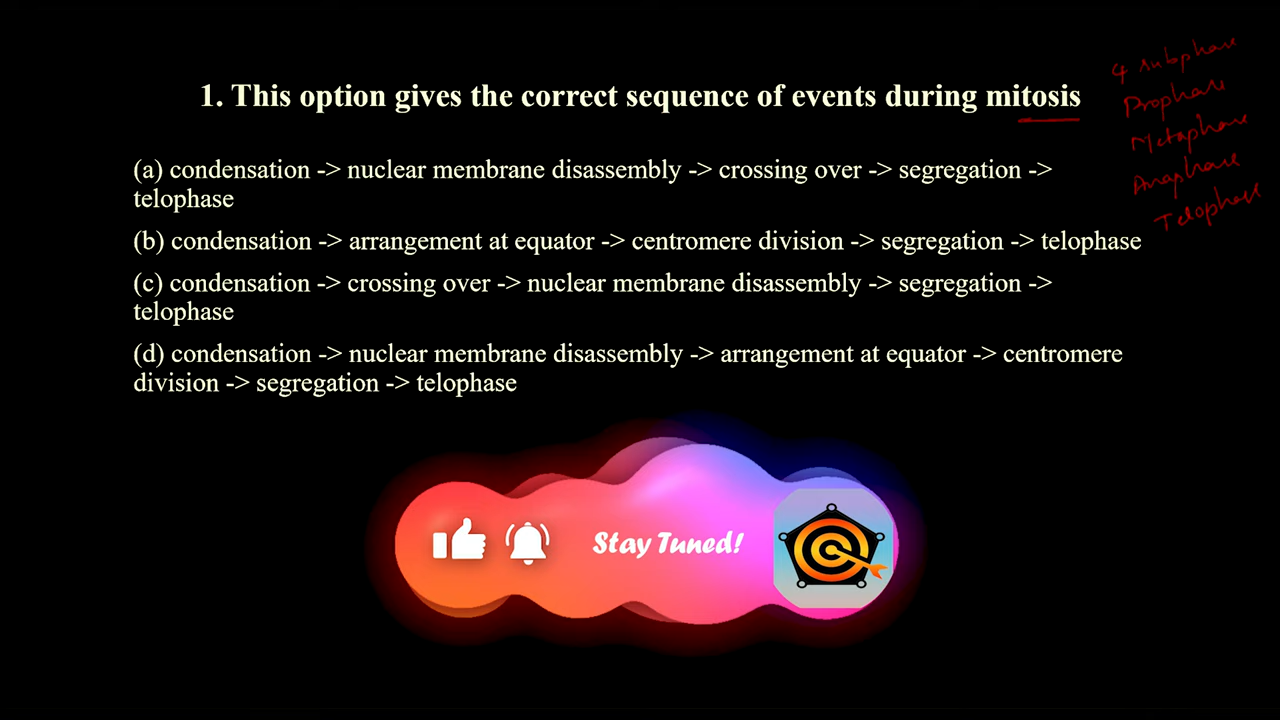 1. This option gives the correct sequence of events during mitosis
4 subphase
Prophase
Metaphase
Anaphase
Telophase
(a) condensation -> nuclear membrane disassembly -> crossing over -> segregation ->
telophase
(b) condensation -> arrangement at equator -> centromere division -> segregation -> telophase
(c) condensation -> crossing over -> nuclear membrane disassembly -> segregation ->
telophase
(d) condensation -> nuclear membrane disassembly -> arrangement at equator -> centromere
division -> segregation -> telophase
Stay Tuned!